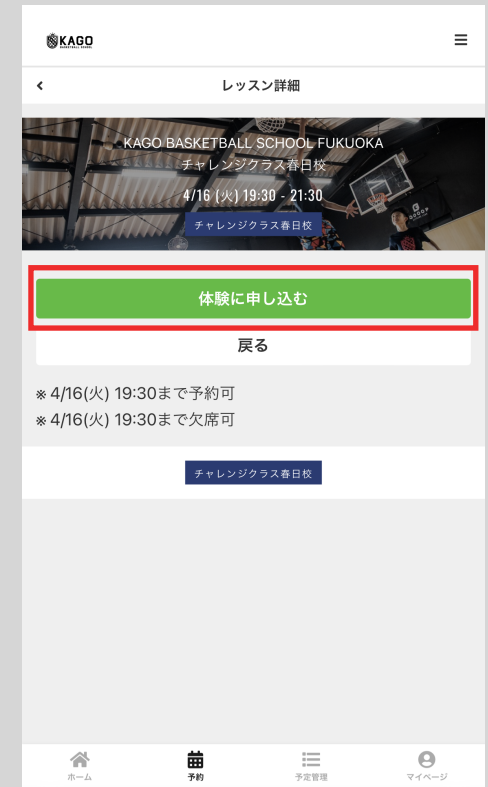 KAGO
レッスン詳細
KAGO BASKETBALL SCHOOL FUKUOKA
チャレンジクラス春日校
4/16 (火) 19:30 - 21:30
チャレンジクラス春日校
体験に申し込む
戻る
※ 4/16(火) 19:30まで予約可
※ 4/16(火) 19:30まで欠席可
チャレンジクラス春日校
ホーム
予約
予定管理
マイページ